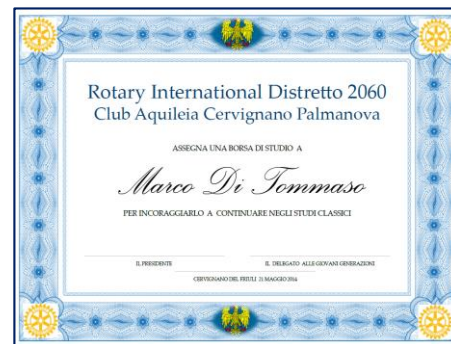 Rotary International Distretto 2060
Club Aquileia Cervignano Palmanova
ASSEGNA UNA BORSA DI STUDIO A
Marco Di Tommaso
PER INCORAGGIARLO A CONTINUARE NEGLI STUDI CLASSICI
IL PRESIDENTE IL DELEGATO ALLE GIOVANI GENERAZIONI
CERVIGNANO DEL FRIULI 21 MAGGIO 2014